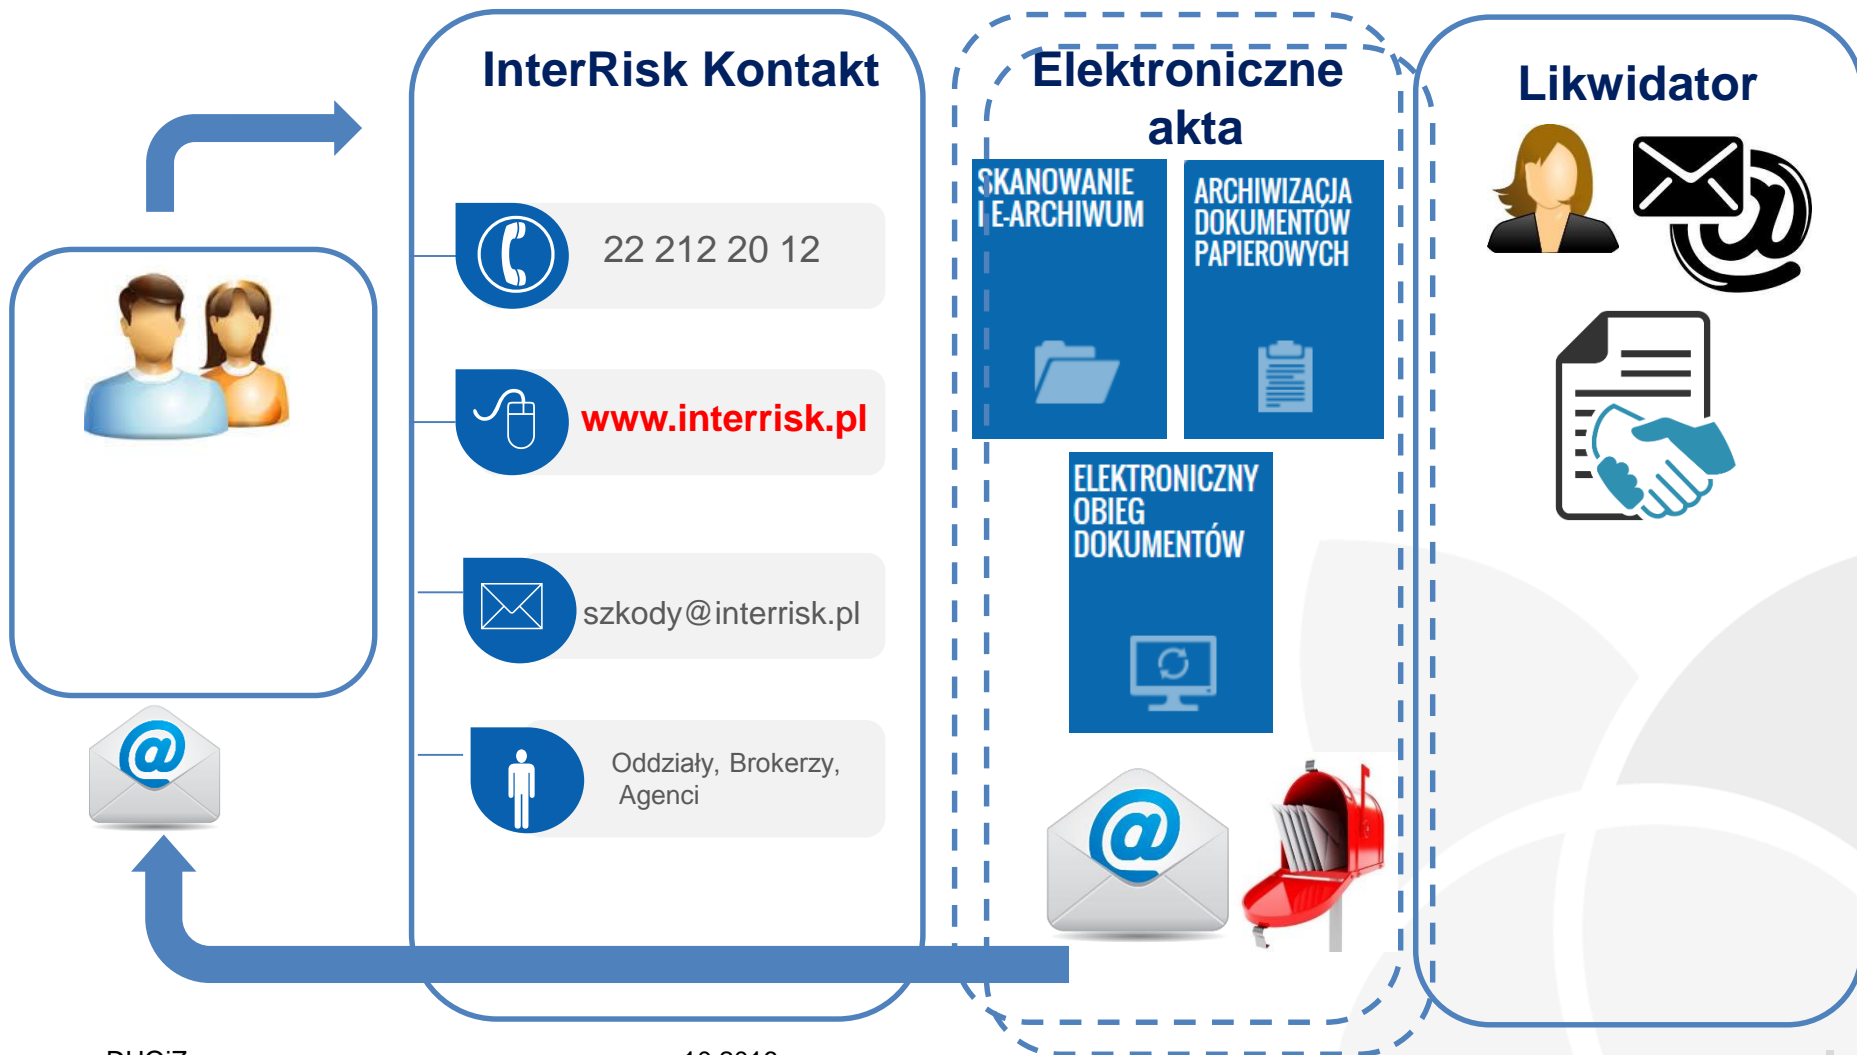 InterRisk Kontakt
22 212 20 12
www.interrisk.pl
szkody@interrisk.pl
Oddziały, Brokerzy,
Agenci
Elektroniczne
akta
SKANOWANIE
I E-ARCHIWUM
ARCHIWIZACJA
DOKUMENTÓW
PAPIEROWYCH
ELEKTRONICZNY
OBIEG
DOKUMENTÓW
Likwidator